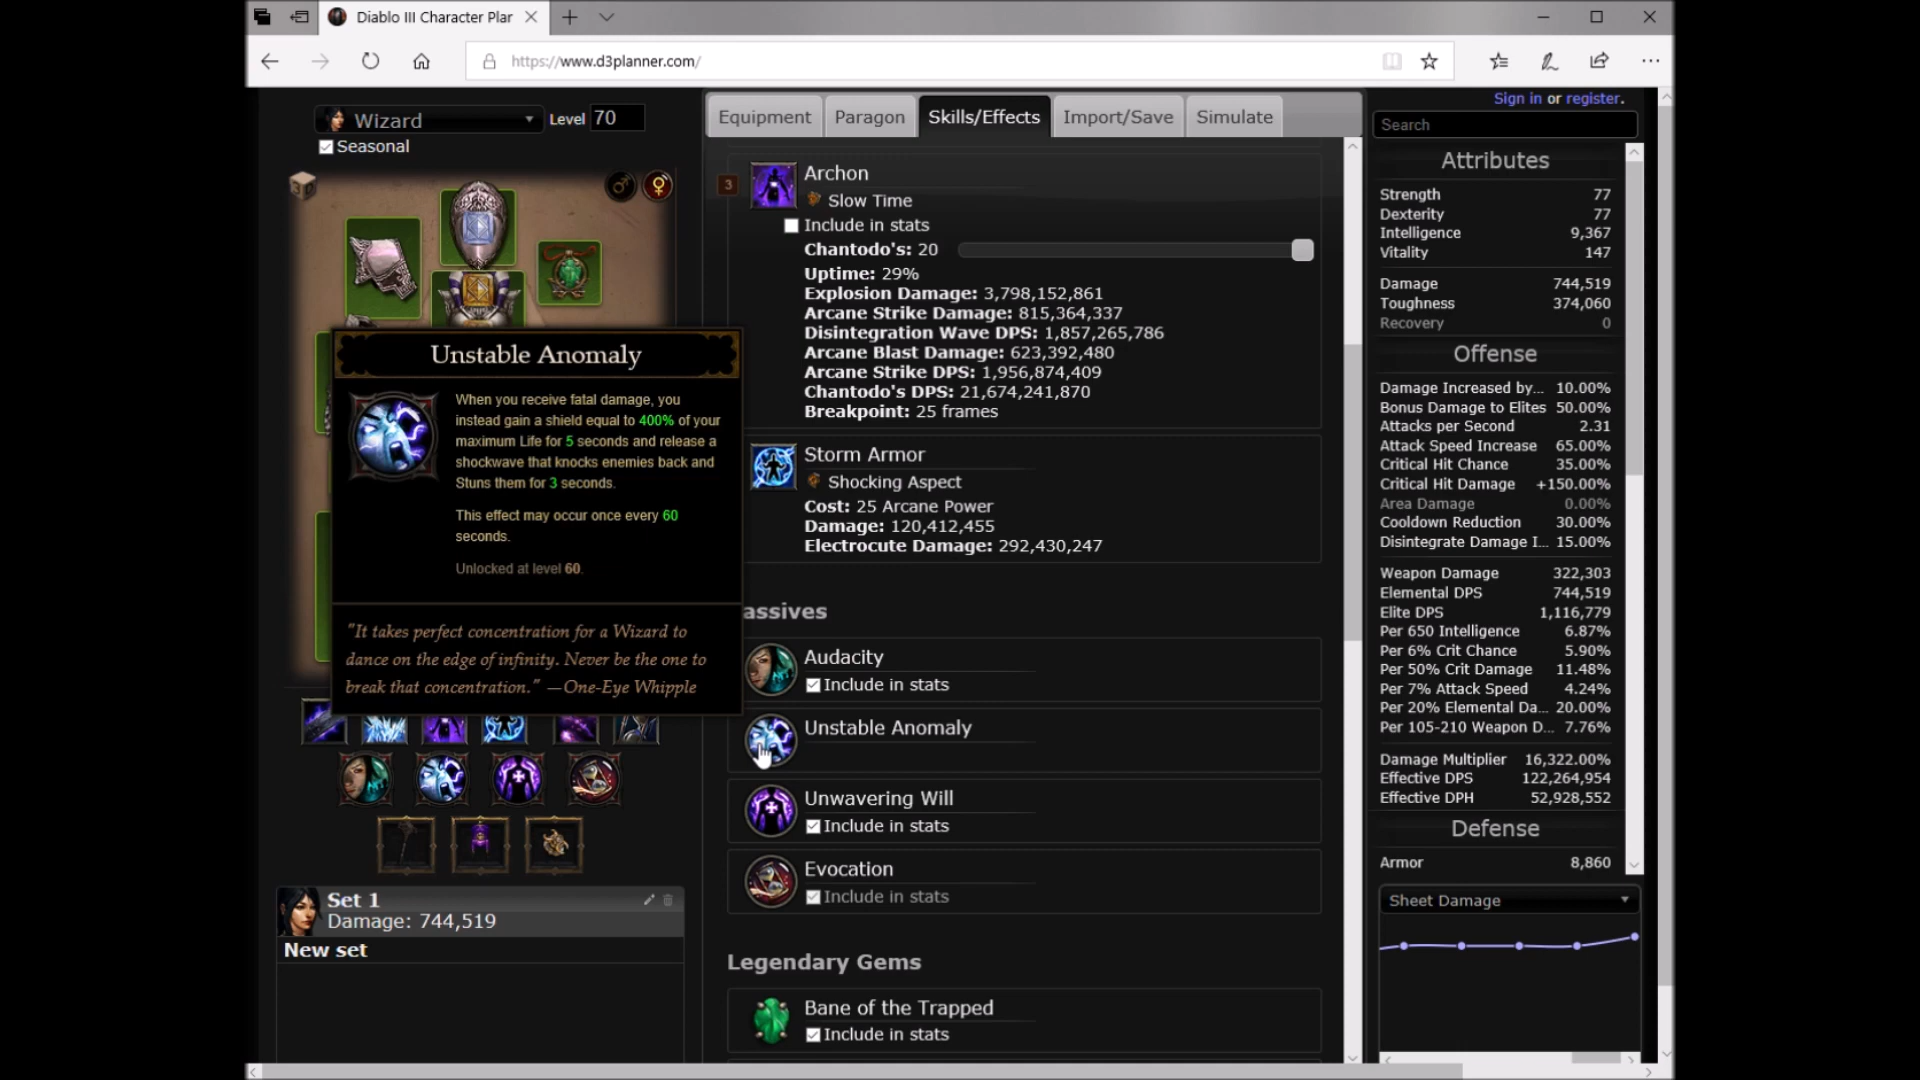 Diablo III Character Plar
https://www.d3planner.com/
Wizard
Level 70
Seasonal
3D
Equipment
Paragon
Skills/Effects
Import/Save
Simulate
Sign in or register.
Search
3
Archon
Slow Time
Include in stats
Chantodo's: 20
Uptime: 29%
Explosion Damage: 3,798,152,861
Arcane Strike Damage: 815,364,337
Disintegration Wave DPS: 1,857,265,786
Arcane Blast Damage: 623,392,480
Arcane Strike DPS: 1,956,874,409
Chantodo's DPS: 21,674,241,870
Breakpoint: 25 frames
Storm Armor
Shocking Aspect
Cost: 25 Arcane Power
Damage: 120,412,455
Electrocute Damage: 292,430,247
assives
Audacity
Include in stats
Unstable Anomaly
Unwavering Will
Include in stats
Evocation
Include in stats
Legendary Gems
Bane of the Trapped
Include in stats
Unstable Anomaly
When you receive fatal damage, you
instead gain a shield equal to 400% of your
maximum Life for 5 seconds and release a
shockwave that knocks enemies back and
Stuns them for 3 seconds.
This effect may occur once every 60
seconds.
Unlocked at level 60.
"It takes perfect concentration for a Wizard to
dance on the edge of infinity. Never be the one to
break that concentration." —One-Eye Whipple
Set 1
Damage: 744,519
New set
Attributes
Strength 77
Dexterity 77
Intelligence 9,367
Vitality 147
Damage 744,519
Toughness 374,060
Recovery 0
Offense
Damage Increased by... 10.00%
Bonus Damage to Elites 50.00%
Attacks per Second 2.31
Attack Speed Increase 65.00%
Critical Hit Chance 35.00%
Critical Hit Damage +150.00%
Area Damage 0.00%
Cooldown Reduction 30.00%
Disintegrate Damage I... 15.00%
Weapon Damage 322,303
Elemental DPS 744,519
Elite DPS 1,116,779
Per 650 Intelligence 6.87%
Per 6% Crit Chance 5.90%
Per 50% Crit Damage 11.48%
Per 7% Attack Speed 4.24%
Per 20% Elemental Da... 20.00%
Per 105-210 Weapon D... 7.76%
Damage Multiplier 16,322.00%
Effective DPS 122,264,954
Effective DPH 52,928,552
Defense
Armor 8,860
Sheet Damage